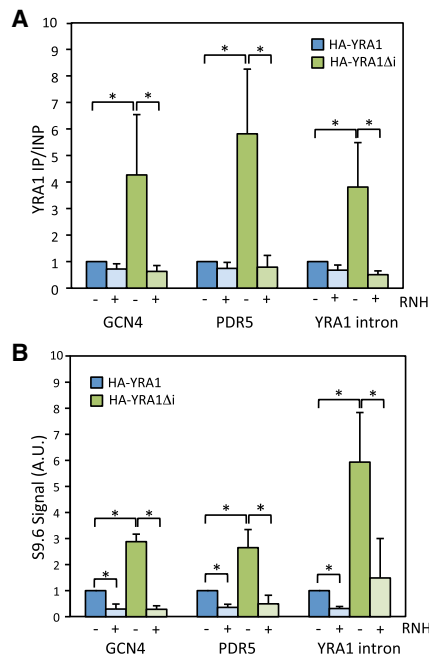 A
10
9
8
7
6
5
4
3
2
1
0
YRA1 IP/INP
HA-YRA1
HA-YRA1Δi
* * * * * *
- + - + - + - + - + - + RNH
GCN4 PDR5 YRA1 intron
B
10
9
8
7
6
5
4
3
2
1
0
S9.6 Signal (A.U.)
HA-YRA1
HA-YRA1Δi
* * * * * * * * *
- + - + - + - + - + - + RNH
GCN4 PDR5 YRA1 intron